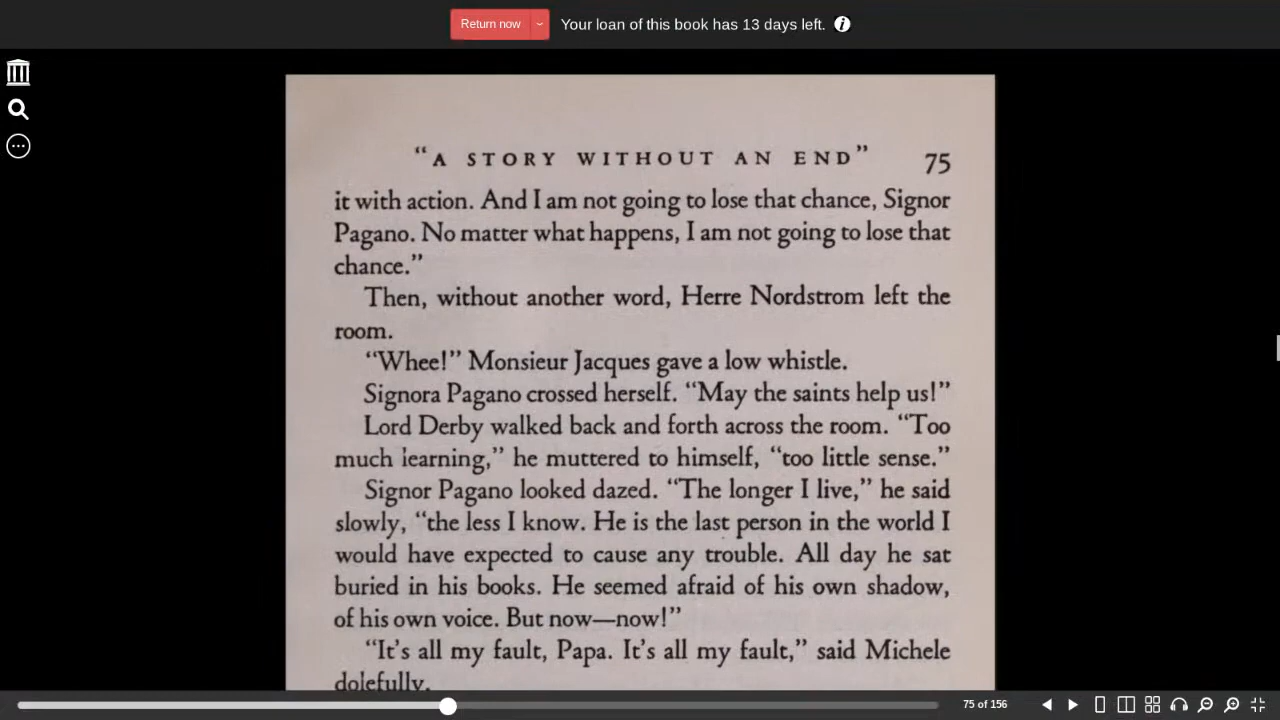 Return now
Your loan of this book has 13 days left.
"A STORY WITHOUT AN END" 75
it with action. And I am not going to lose that chance, Signor
Pagano. No matter what happens, I am not going to lose that
chance."
Then, without another word, Herre Nordstrom left the
room.
"Whee!" Monsieur Jacques gave a low whistle.
Signora Pagano crossed herself. "May the saints help us!"
Lord Derby walked back and forth across the room. "Too
much learning," he muttered to himself, "too little sense."
Signor Pagano looked dazed. "The longer I live," he said
slowly, "the less I know. He is the last person in the world I
would have expected to cause any trouble. All day he sat
buried in his books. He seemed afraid of his own shadow,
of his own voice. But now—now!"
"It's all my fault, Papa. It's all my fault," said Michele
dolefully.
75 of 156